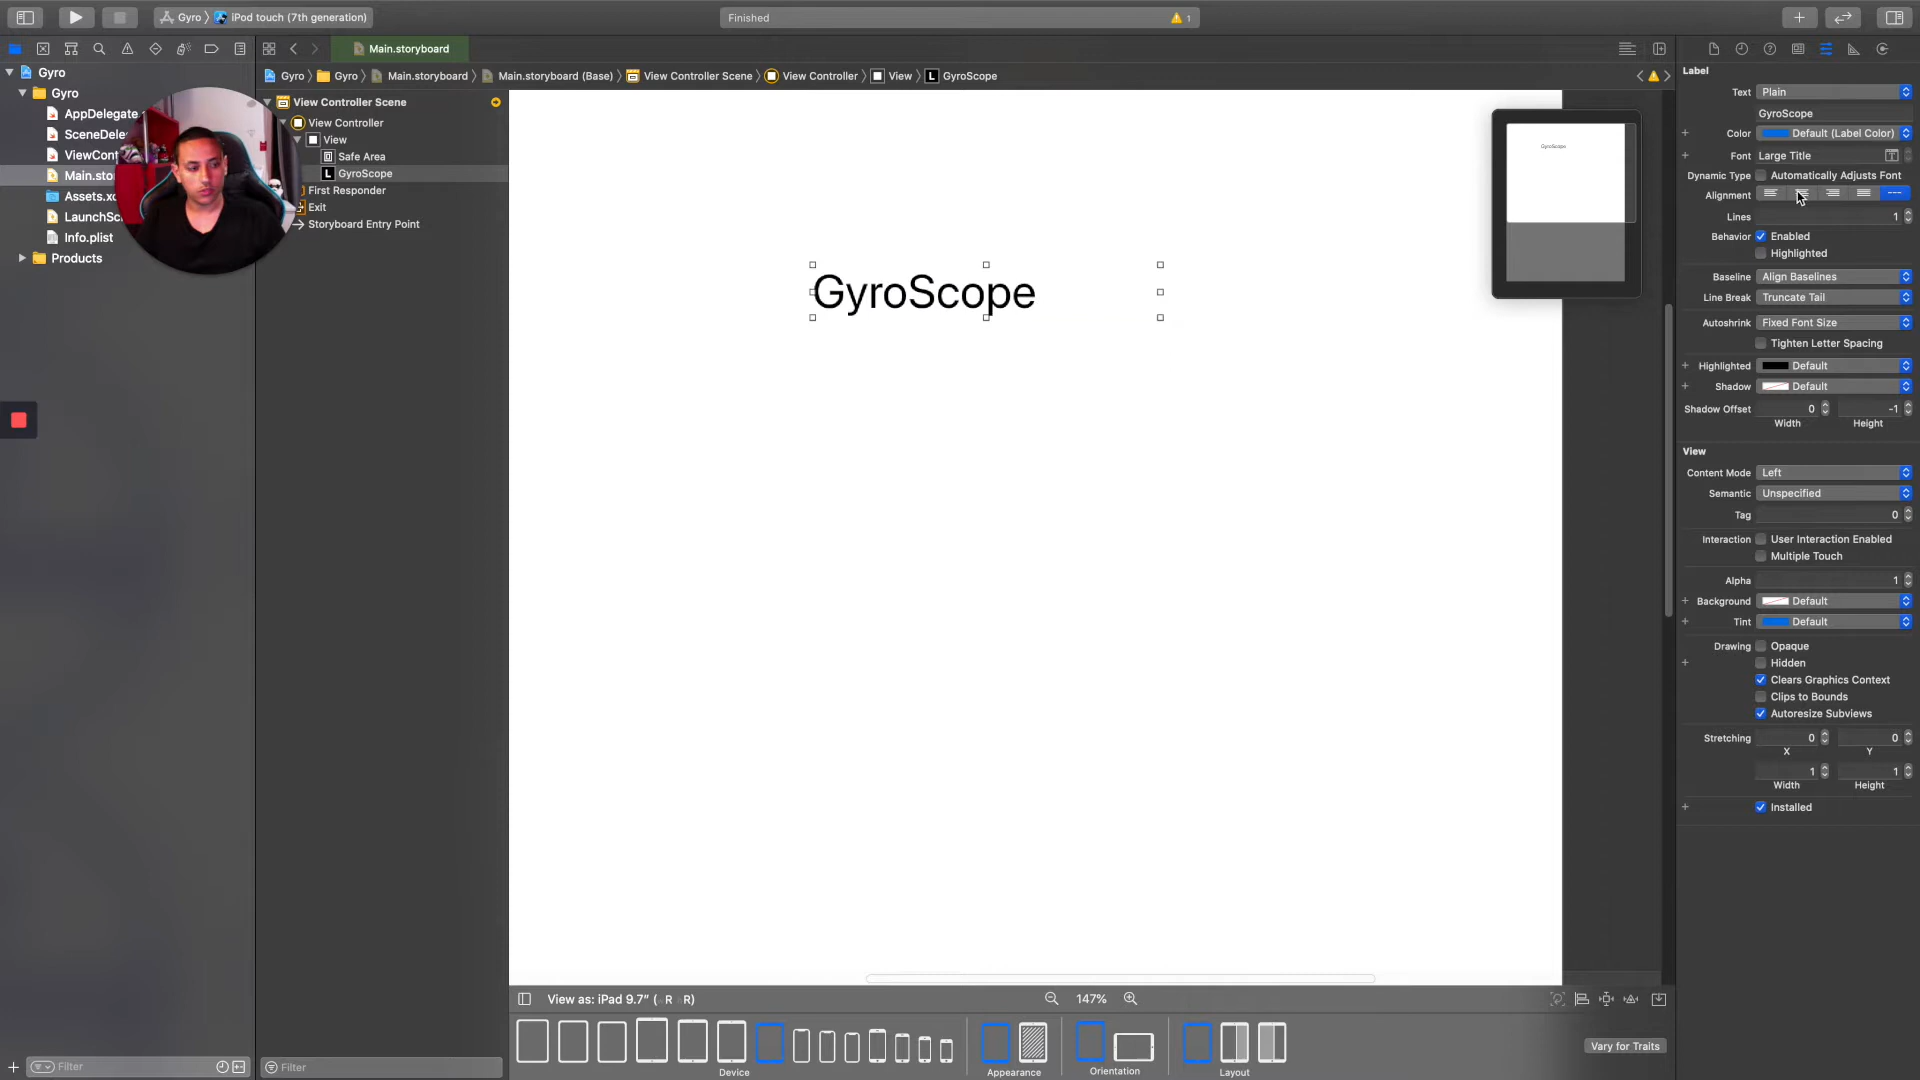 Gyro 〉 iPod touch (7th generation)
Finished
1
Main.storyboard
Gyro 〉 Gyro 〉 Main.storyboard 〉 Main.storyboard (Base) 〉 View Controller Scene 〉 View Controller 〉 View 〉 L GyroScope
Gyro
Gyro
AppDelegate
SceneDele
ViewCont
Main.sto
Assets.xc
LaunchSc
Info.plist
Products
Filter
View Controller Scene
View Controller
View
Safe Area
L GyroScope
First Responder
Exit
Storyboard Entry Point
Filter
GyroScope
GyroScope
View as: iPad 9.7" ( R R)
147%
Device
Appearance
Orientation
Layout
Vary for Traits
Label
Text Plain
GyroScope
Color Default (Label Color)
Font Large Title
Dynamic Type Automatically Adjusts Font
Alignment
Lines 1
Behavior Enabled
Highlighted
Baseline Align Baselines
Line Break Truncate Tail
Autoshrink Fixed Font Size
Tighten Letter Spacing
Highlighted Default
Shadow Default
Shadow Offset 0 -1
Width Height
View
Content Mode Left
Semantic Unspecified
Tag 0
Interaction User Interaction Enabled
Multiple Touch
Alpha 1
Background Default
Tint Default
Drawing Opaque
Hidden
Clears Graphics Context
Clips to Bounds
Autoresize Subviews
Stretching 0 0
X Y
1 1
Width Height
Installed